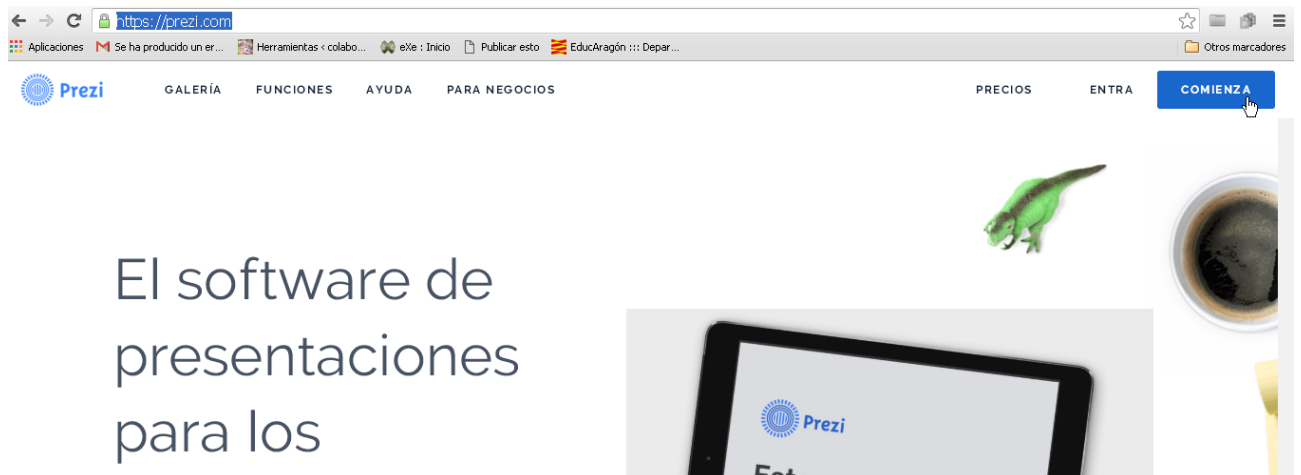 https://prezi.com
Aplicaciones Se ha producido un er... Herramientas < colabo... eXe : Inicio Publicar esto EducAragón ::: Depar... Otros marcadores
Prezi GALERÍA FUNCIONES AYUDA PARA NEGOCIOS PRECIOS ENTRA COMIENZA
El software de
presentaciones
para los
Prezi